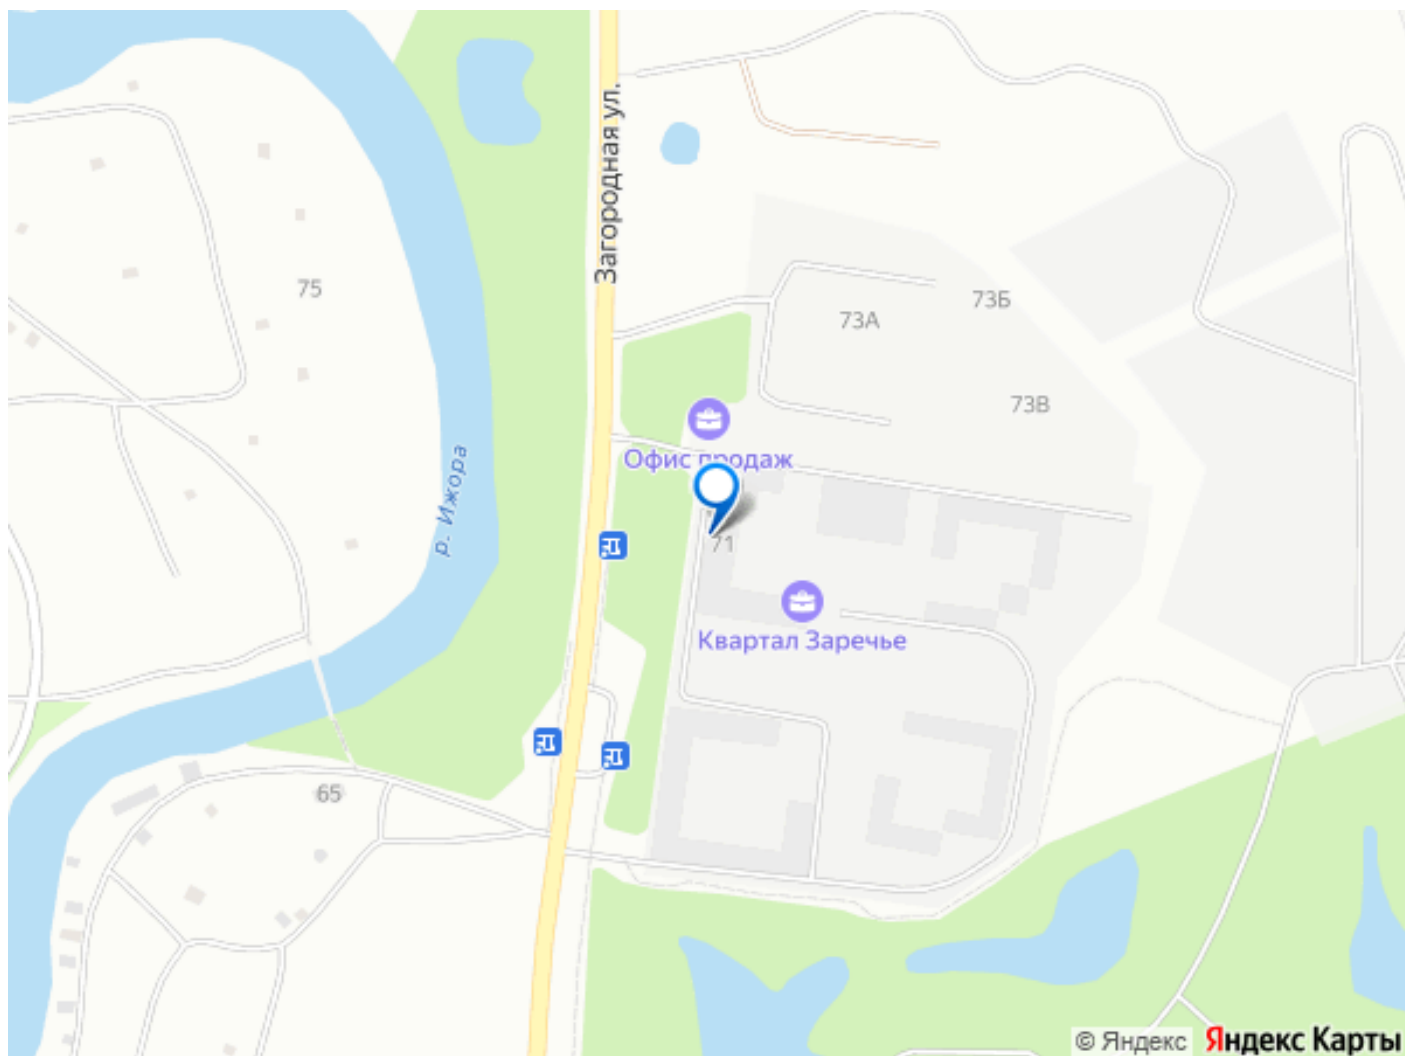 Загородная ул.
75
73Б
73А
73В
Офис продаж
р. Ижора
71
Квартал Заречье
65
© Яндекс Яндекс Карты